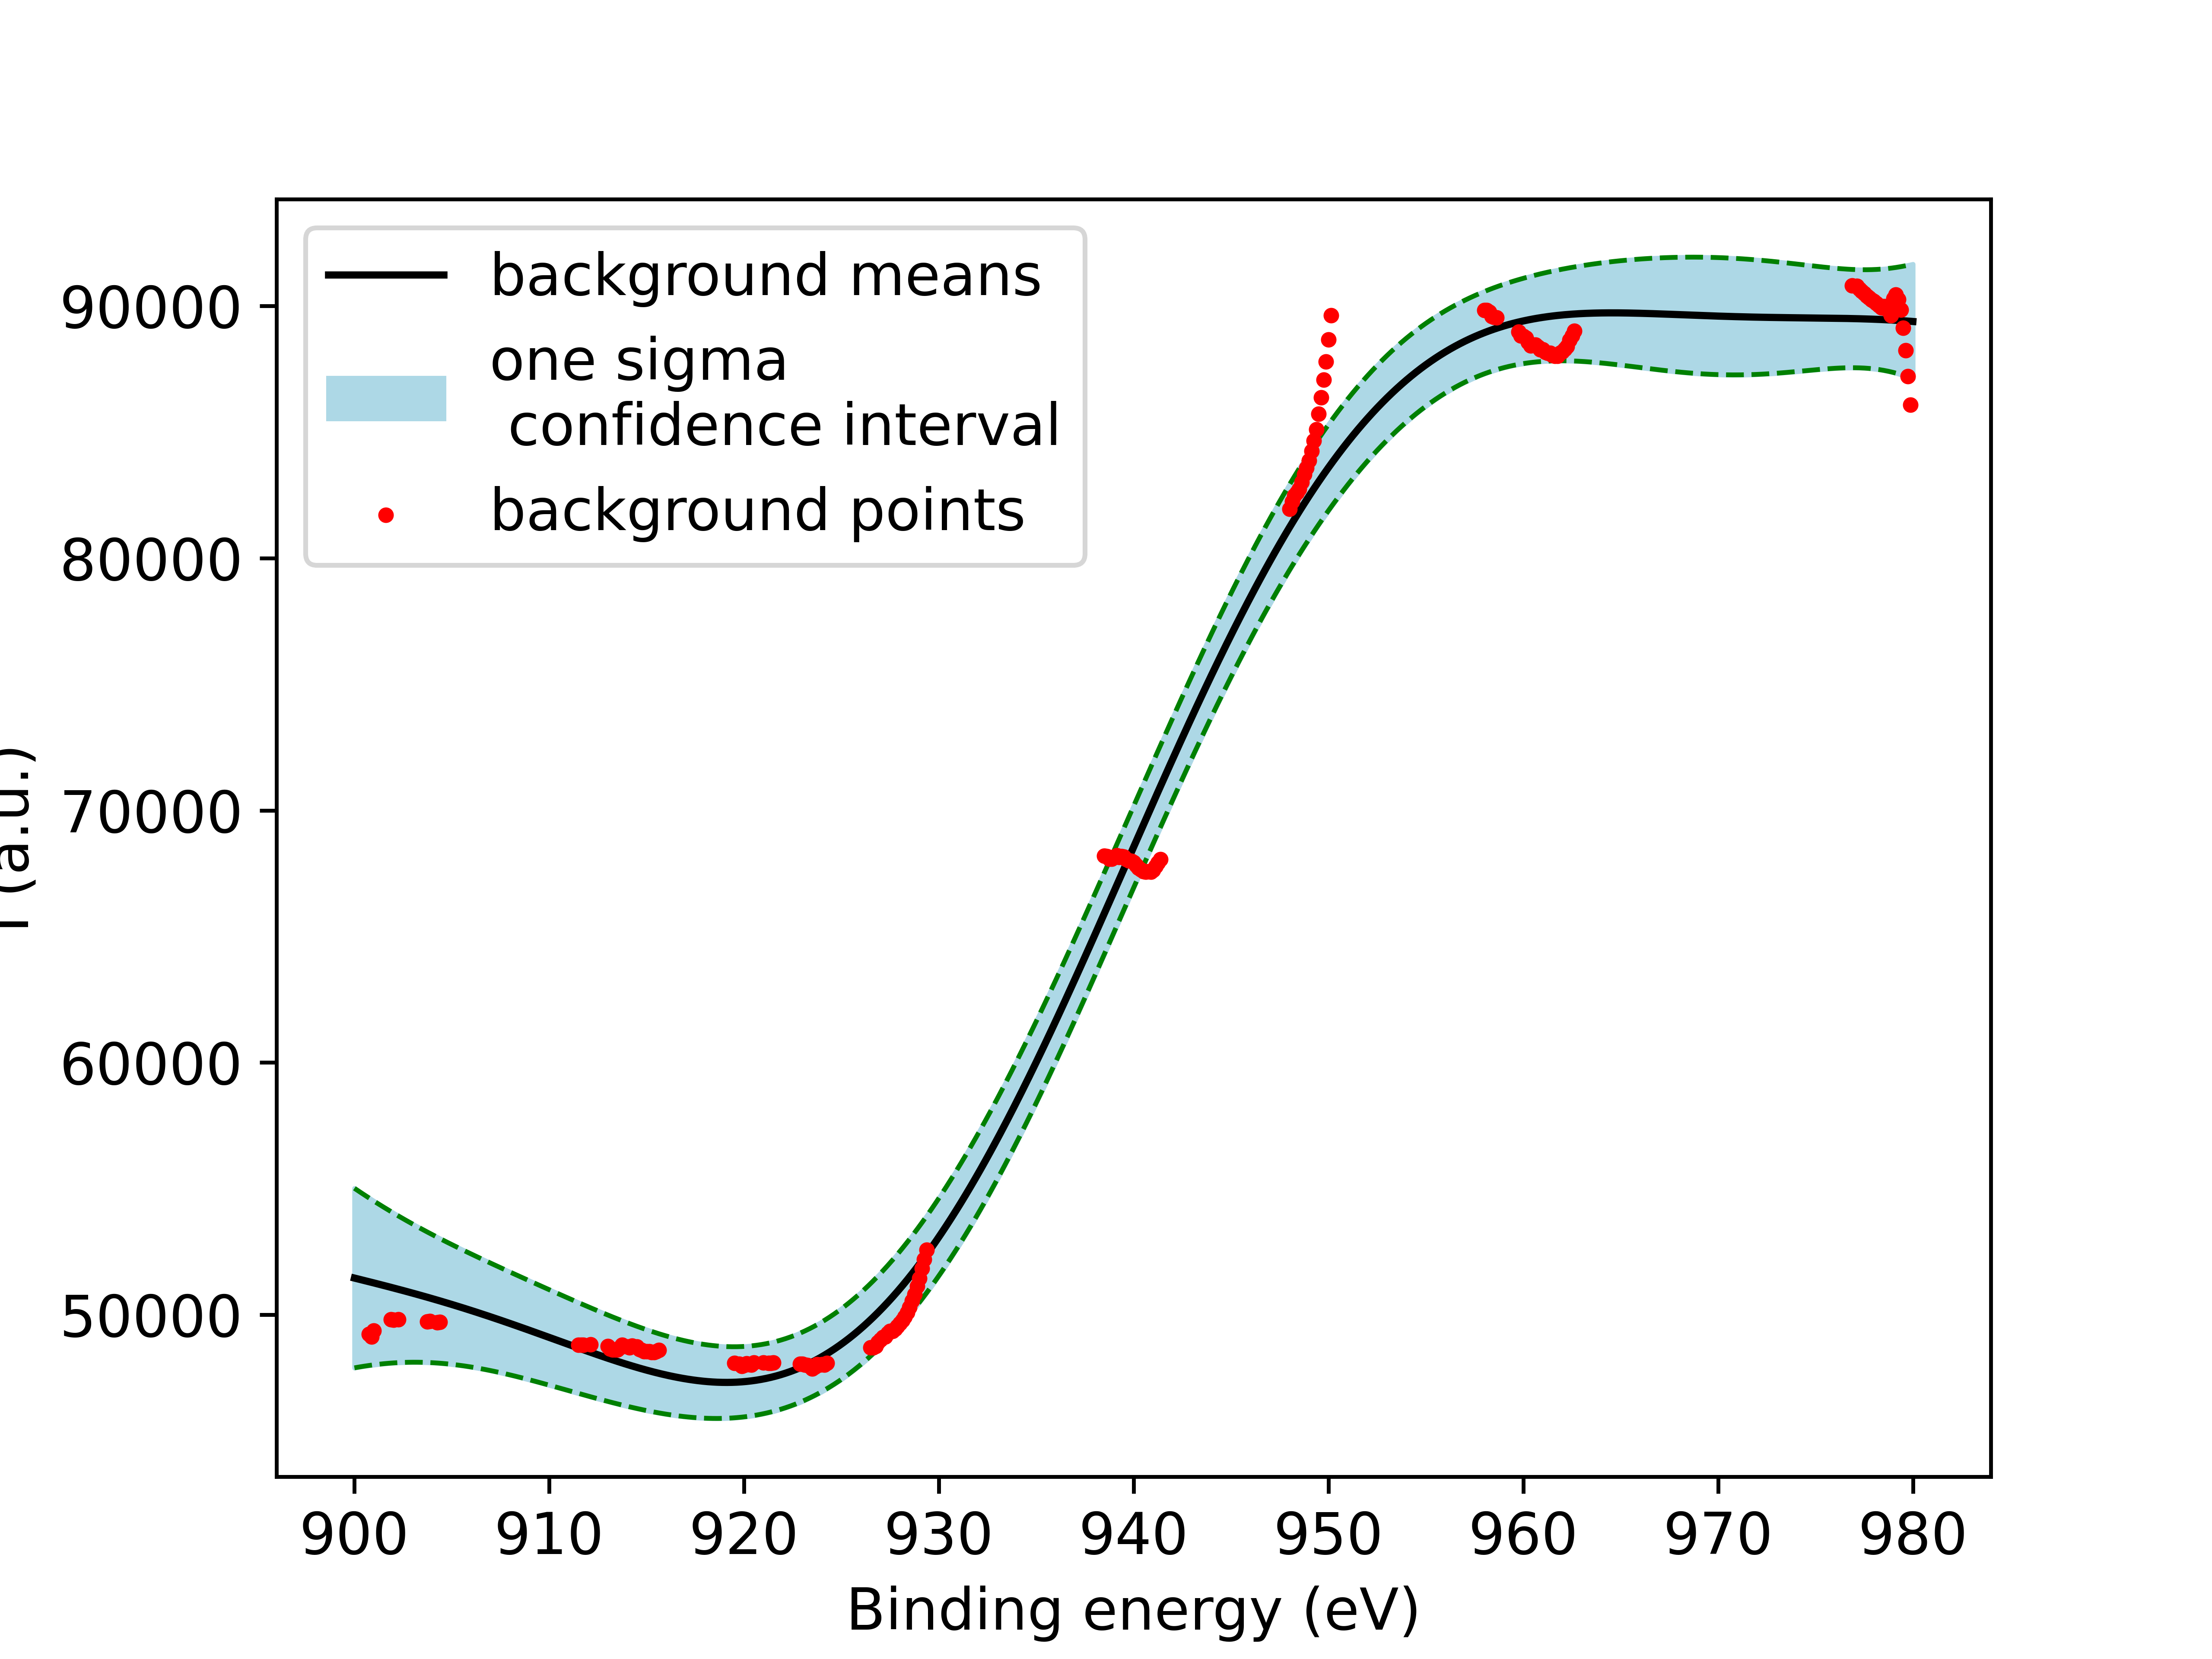 background means
one sigma
confidence interval
background points
90000
80000
70000
60000
50000
I (a.u.)
900 910 920 930 940 950 960 970 980
Binding energy (eV)